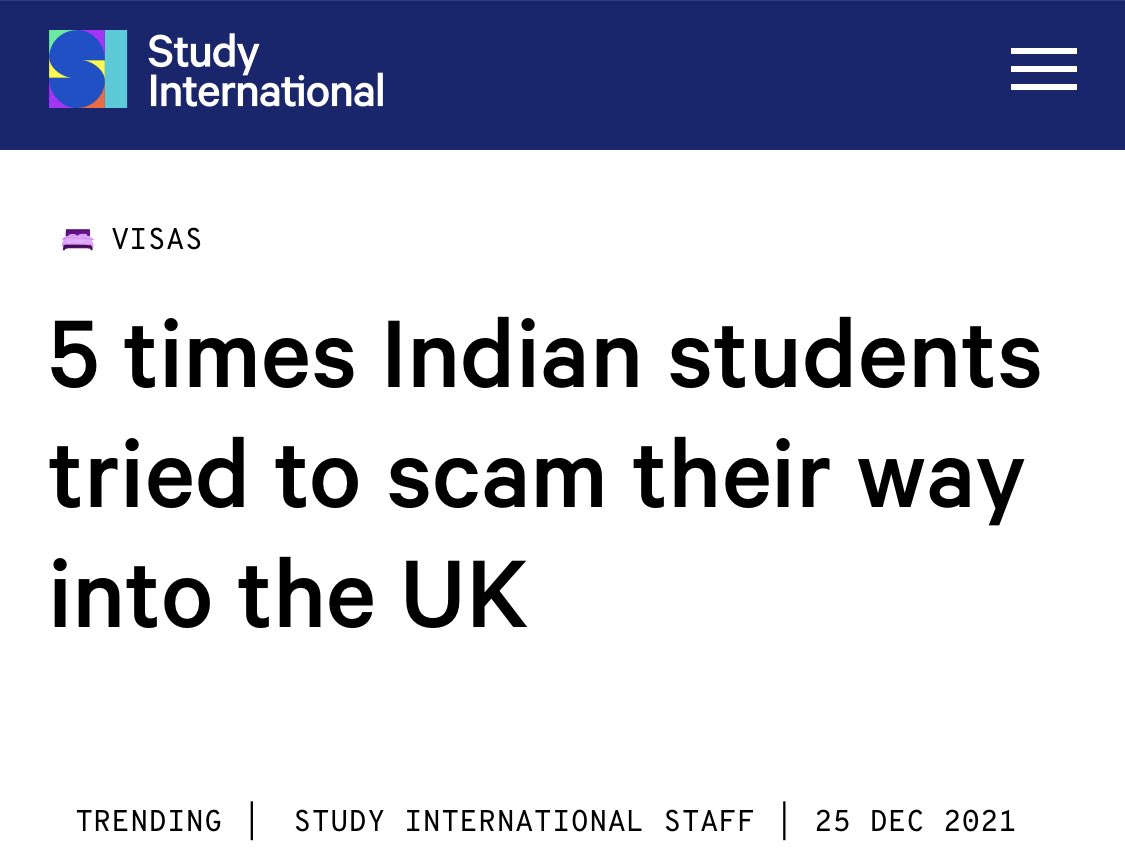 Study
International
VISAS
5 times Indian students
tried to scam their way
into the UK
TRENDING | STUDY INTERNATIONAL STAFF | 25 DEC 2021